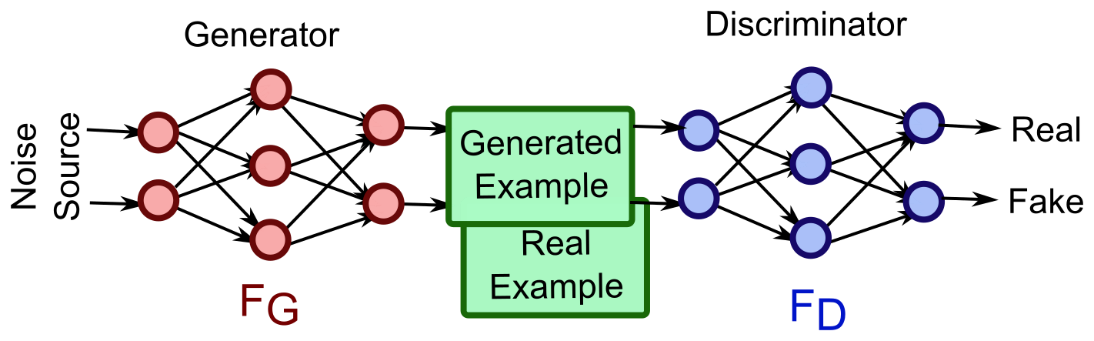 Generator
Discriminator
Noise
Source
Generated
Example
Real
Example
Real
Fake
FG
FD